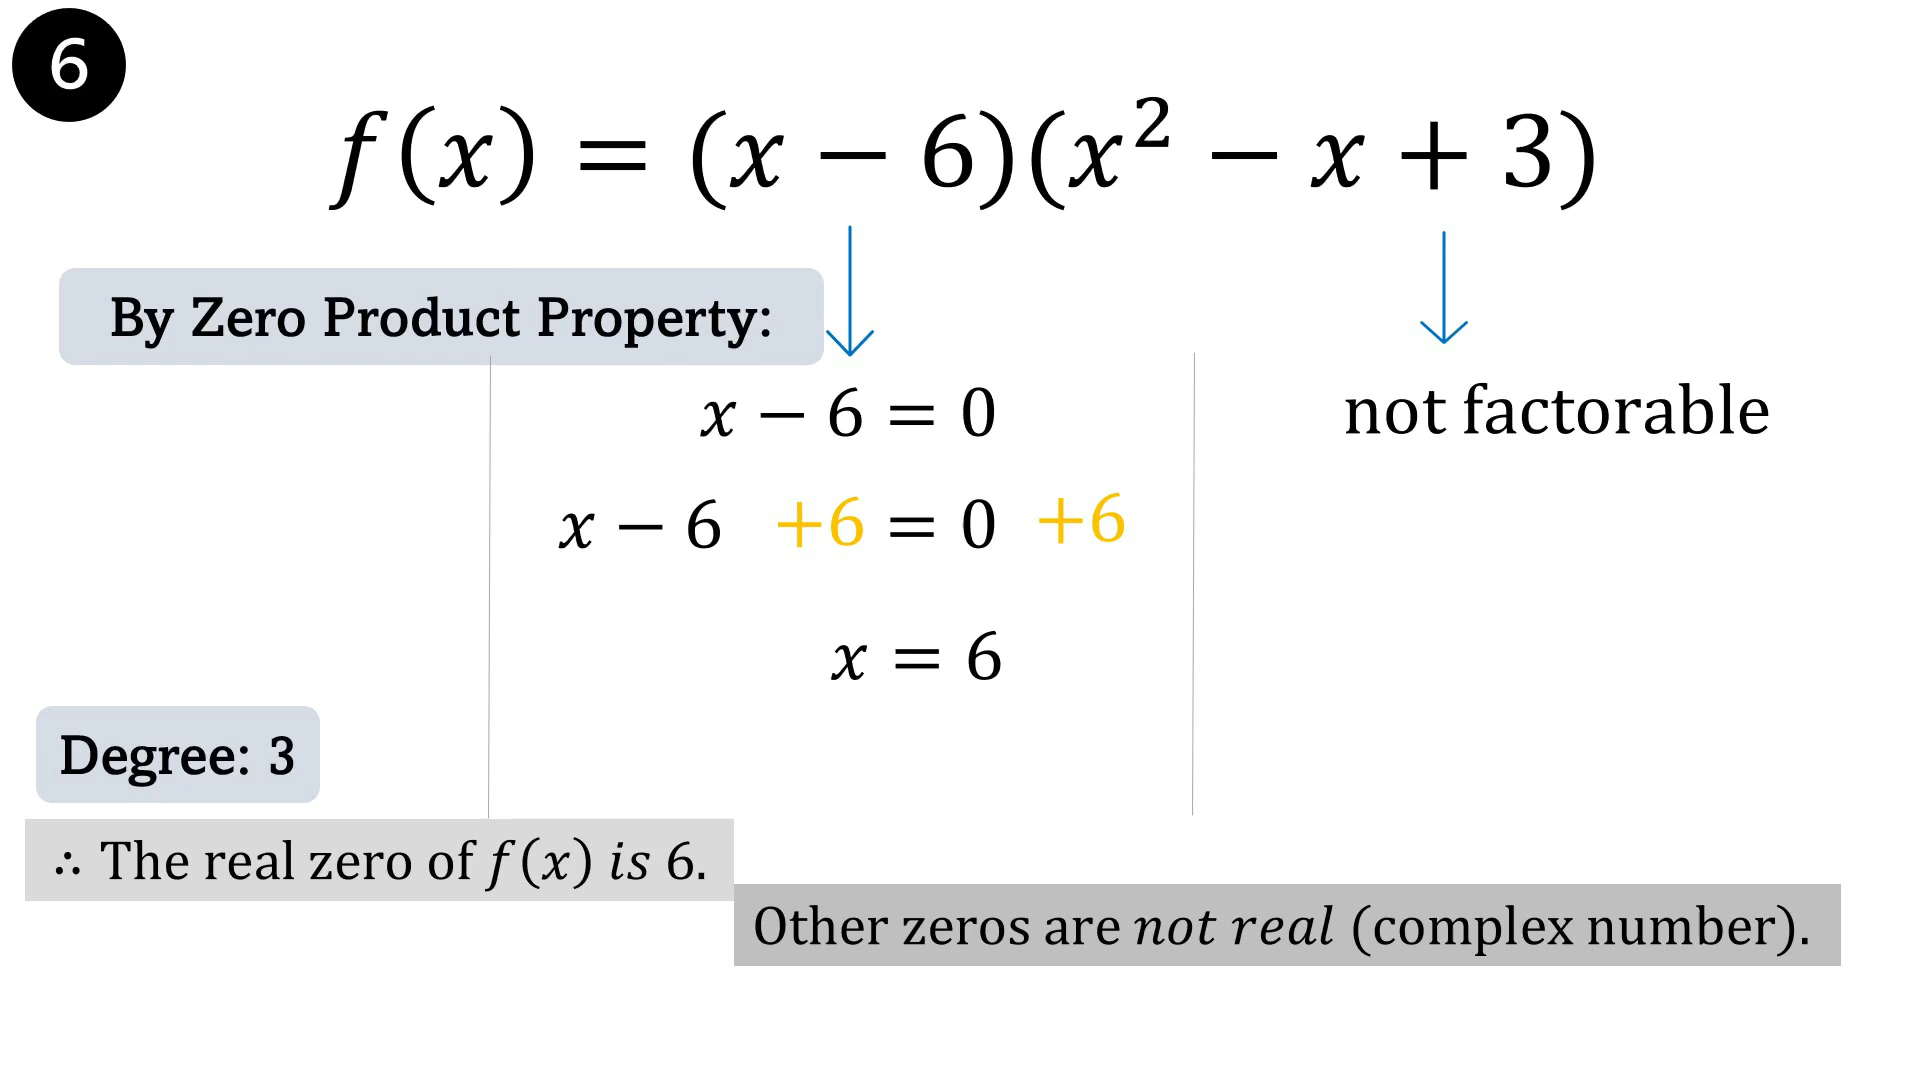 6
f(x) = (x − 6)(x² − x + 3)
By Zero Product Property:
x − 6 = 0
not factorable
x − 6 +6 = 0 +6
x = 6
Degree: 3
∴ The real zero of f(x) is 6.
Other zeros are not real (complex number).